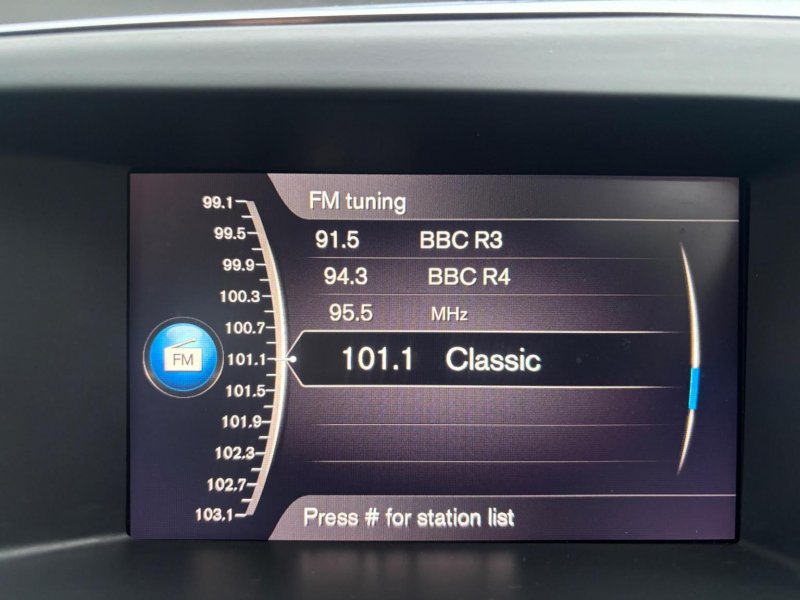 FM tuning
91.5 BBC R3
94.3 BBC R4
95.5 MHz
101.1 Classic
Press # for station list
FM
99.1
99.5
99.9
100.3
100.7
101.1
101.5
101.9
102.3
102.7
103.1